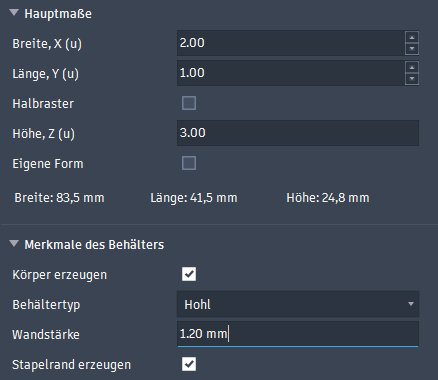 Hauptmaße
Breite, X (u) 2.00
Länge, Y (u) 1.00
Halbraster
Höhe, Z (u) 3.00
Eigene Form
Breite: 83,5 mm Länge: 41,5 mm Höhe: 24,8 mm
Merkmale des Behälters
Körper erzeugen
Behältertyp Hohl
Wandstärke 1.20 mm
Stapelrand erzeugen